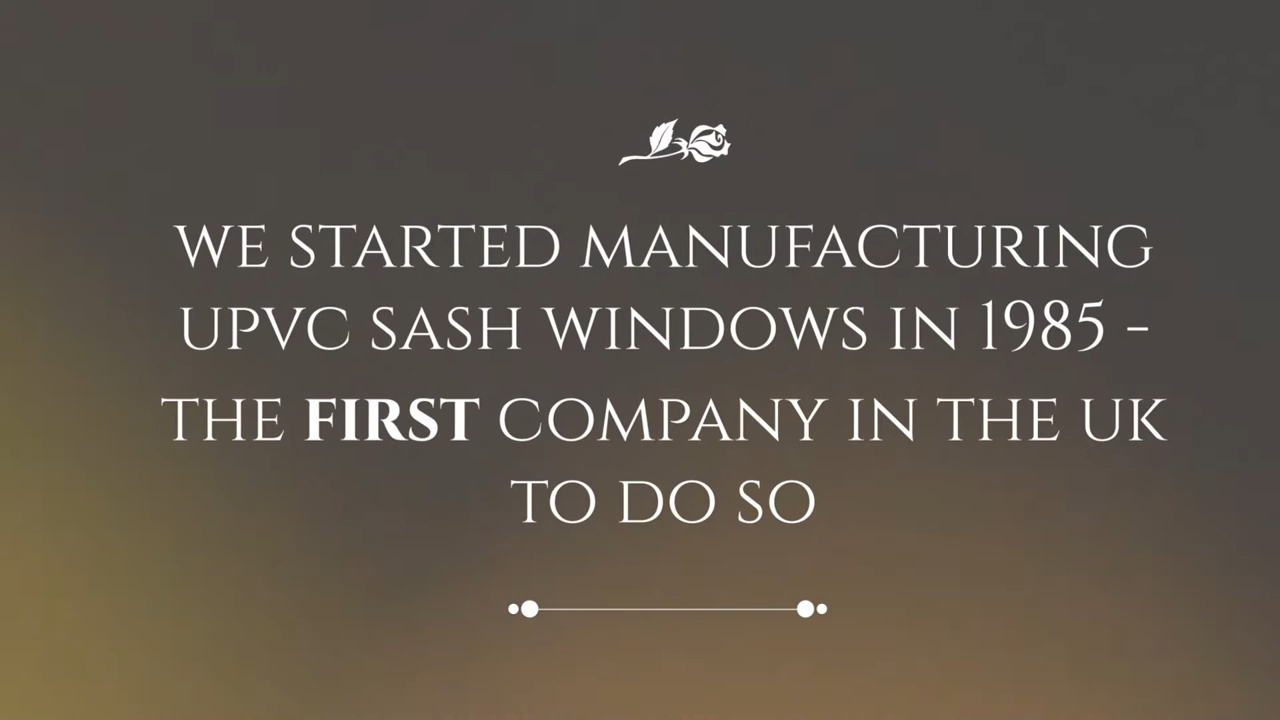 WE STARTED MANUFACTURING
UPVC SASH WINDOWS IN 1985 -
THE FIRST COMPANY IN THE UK
TO DO SO